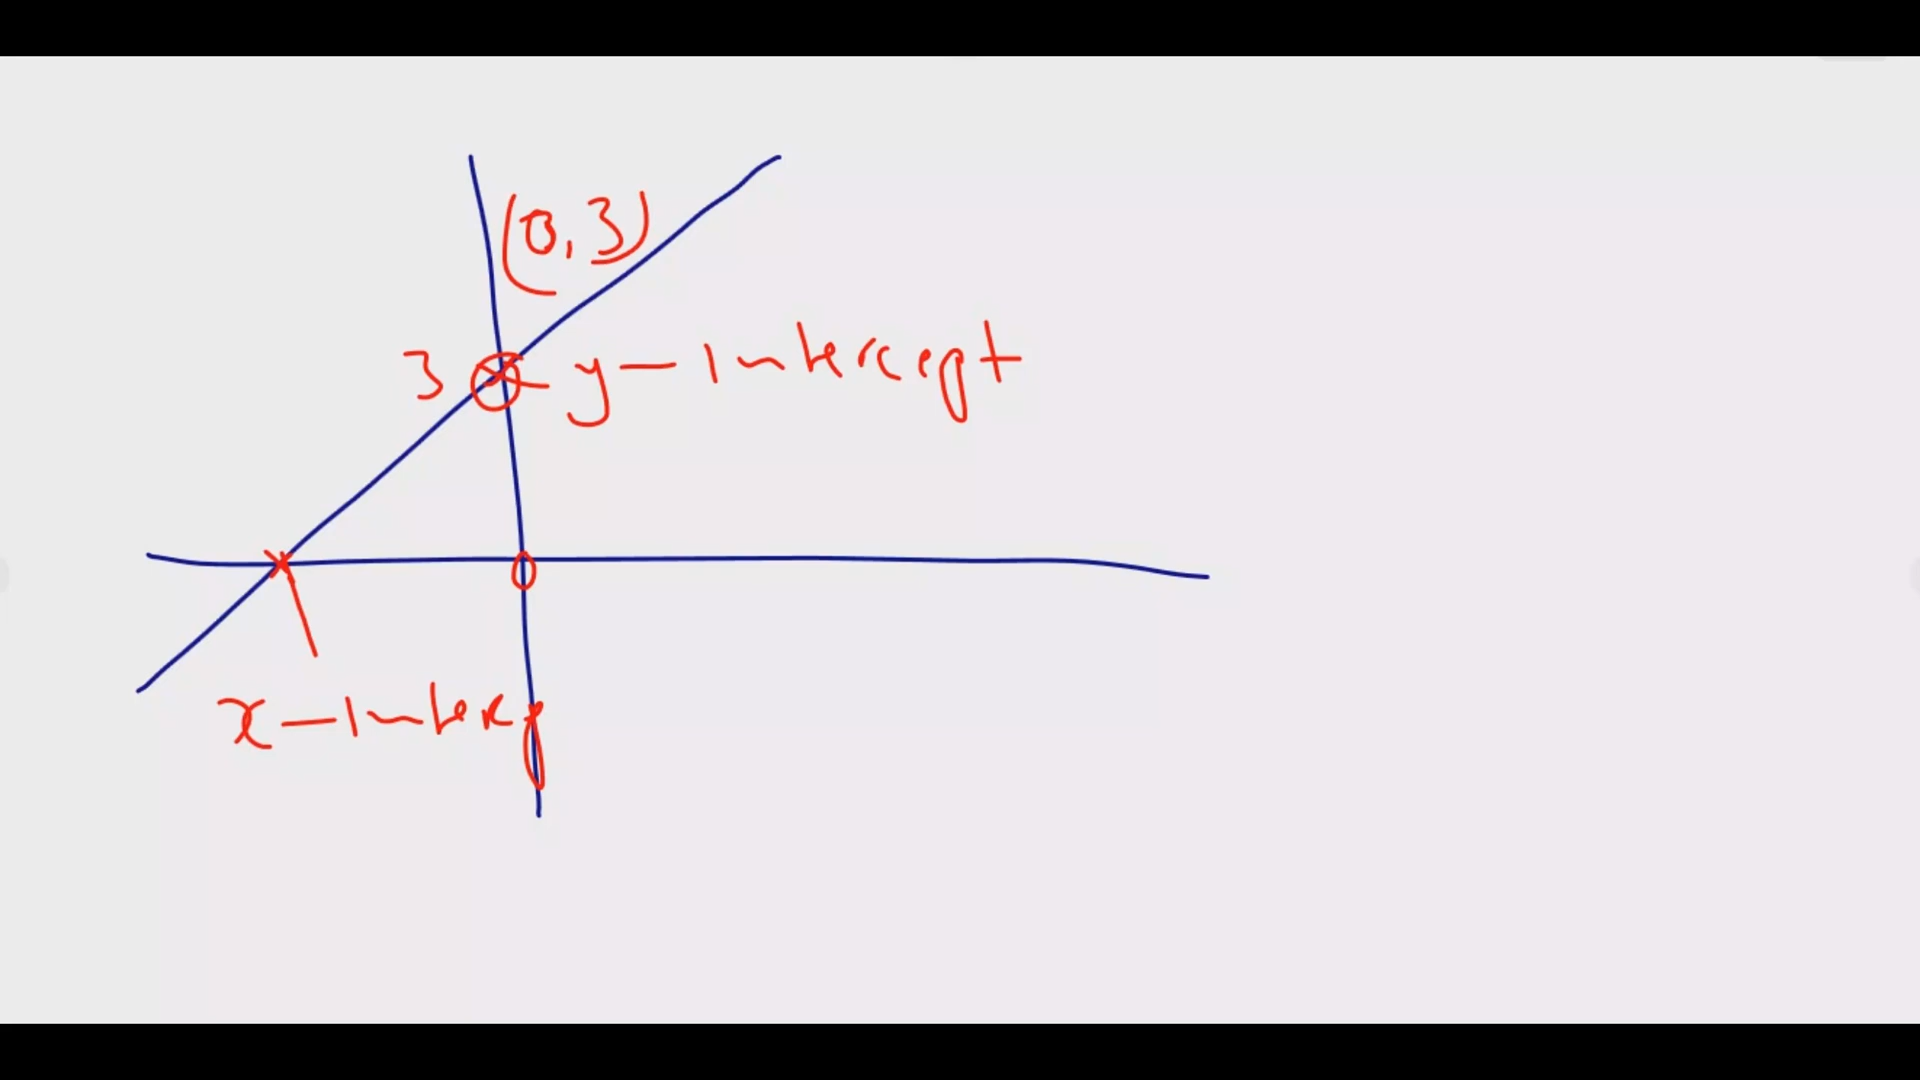 (0, 3)
3 y-intercept
0
x-interc